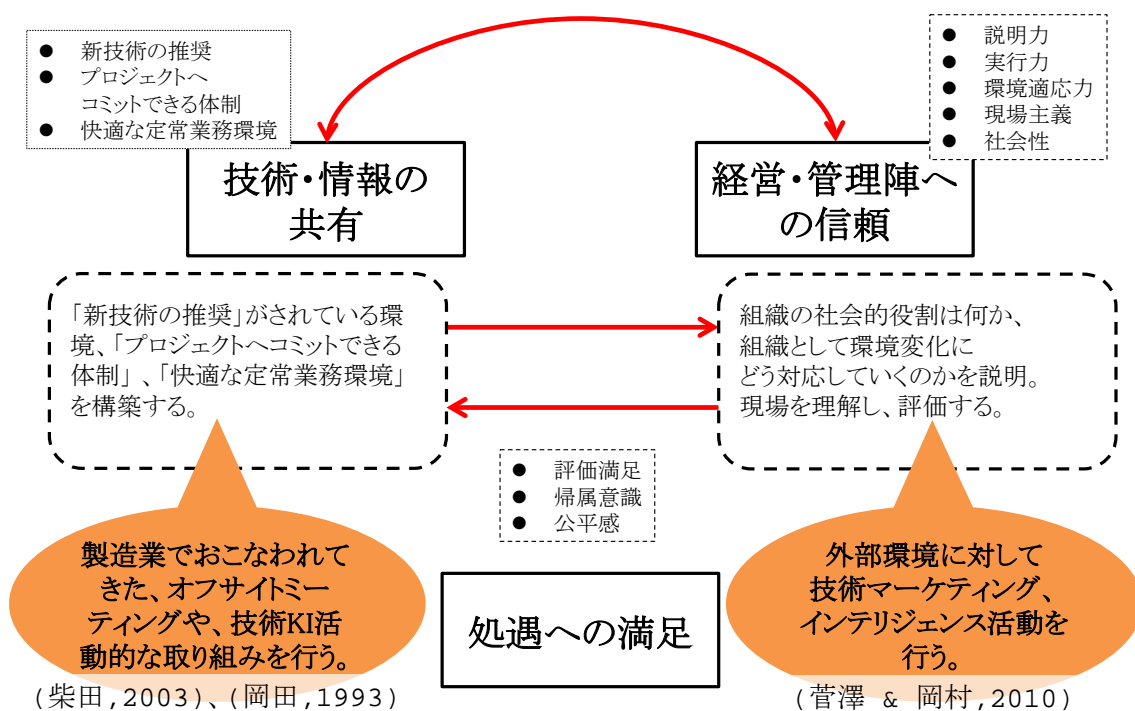 ● 新技術の推奨
● プロジェクトへ
コミットできる体制
● 快適な定常業務環境
● 説明力
● 実行力
● 環境適応力
● 現場主義
● 社会性
技術・情報の
共有
経営・管理陣へ
の信頼
「新技術の推奨」がされている環
境、「プロジェクトへコミットできる
体制」、「快適な定常業務環境」
を構築する。
組織の社会的役割は何か、
組織として環境変化に
どう対応していくのかを説明。
現場を理解し、評価する。
● 評価満足
● 帰属意識
● 公平感
製造業でおこなわれて
きた、オフサイトミー
ティングや、技術KI活
動的な取り組みを行う。
(柴田,2003)、(岡田,1993)
処遇への満足
外部環境に対して
技術マーケティング、
インテリジェンス活動を
行う。
(菅澤 & 岡村,2010)